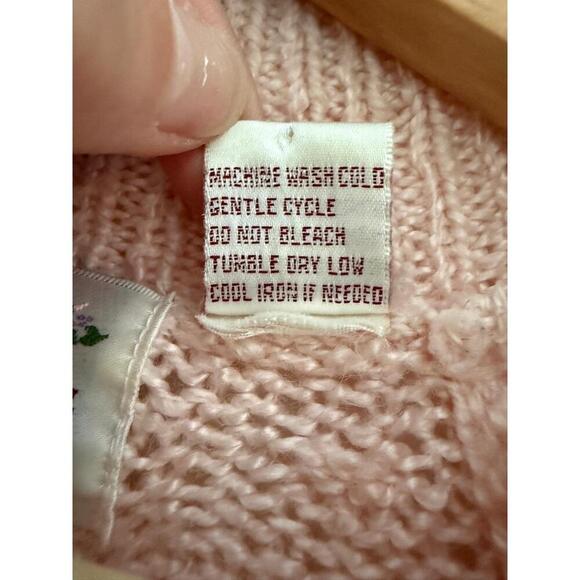 MACHINE WASH COLD
GENTLE CYCLE
DO NOT BLEACH
TUMBLE DRY LOW
COOL IRON IF NEEDED